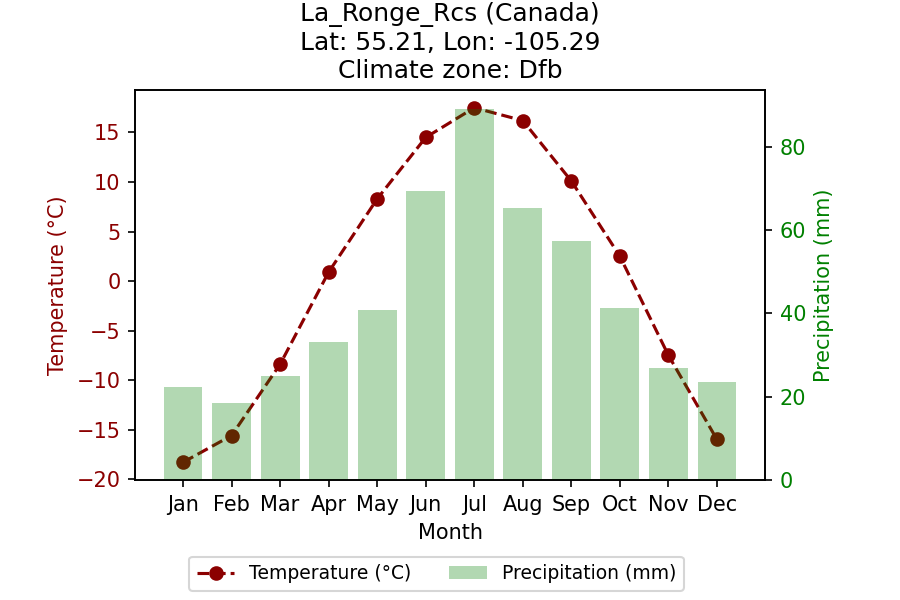 La_Ronge_Rcs (Canada)
Lat: 55.21, Lon: -105.29
Climate zone: Dfb
Temperature (°C)
15
10
5
0
−5
−10
−15
−20
80
60
40
20
0
Precipitation (mm)
Jan Feb Mar Apr May Jun Jul Aug Sep Oct Nov Dec
Month
Temperature (°C) Precipitation (mm)